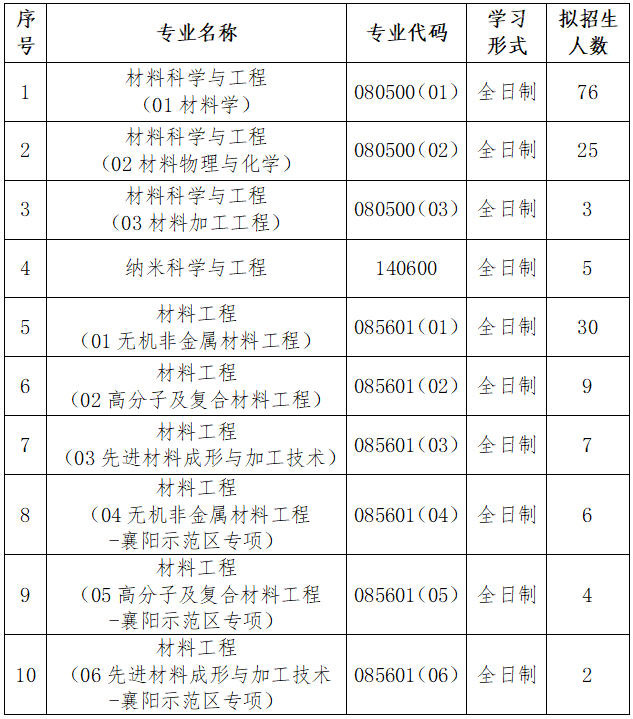 序号 专业名称 专业代码 学习形式 拟招生人数
1 材料科学与工程 080500(01) 全日制 76
(01 材料学)
2 材料科学与工程 080500(02) 全日制 25
(02 材料物理与化学)
3 材料科学与工程 080500(03) 全日制 3
(03 材料加工工程)
4 纳米科学与工程 140600 全日制 5
5 材料工程 085601(01) 全日制 30
(01 无机非金属材料工程)
6 材料工程 085601(02) 全日制 9
(02 高分子及复合材料工程)
7 材料工程 085601(03) 全日制 7
(03 先进材料成形与加工技术)
8 材料工程 085601(04) 全日制 6
(04 无机非金属材料工程
-襄阳示范区专项)
9 材料工程 085601(05) 全日制 4
(05 高分子及复合材料工程
-襄阳示范区专项)
10 材料工程 085601(06) 全日制 2
(06 先进材料成形与加工技术
-襄阳示范区专项)